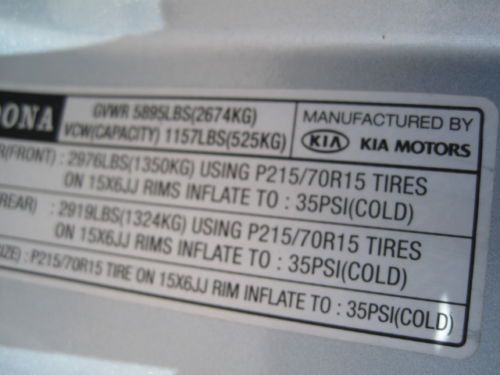 DONA
GVWR 5895LBS(2674KG)
VCW(CAPACITY) 1157LBS(525KG)
MANUFACTURED BY
KIA KIA MOTORS
R(FRONT) : 2976LBS(1350KG) USING P215/70R15 TIRES
ON 15X6JJ RIMS INFLATE TO : 35PSI(COLD)
REAR) : 2919LBS(1324KG) USING P215/70R15 TIRES
ON 15X6JJ RIMS INFLATE TO : 35PSI(COLD)
SIZE) : P215/70R15 TIRE ON 15X6JJ RIM INFLATE TO : 35PSI(COLD)